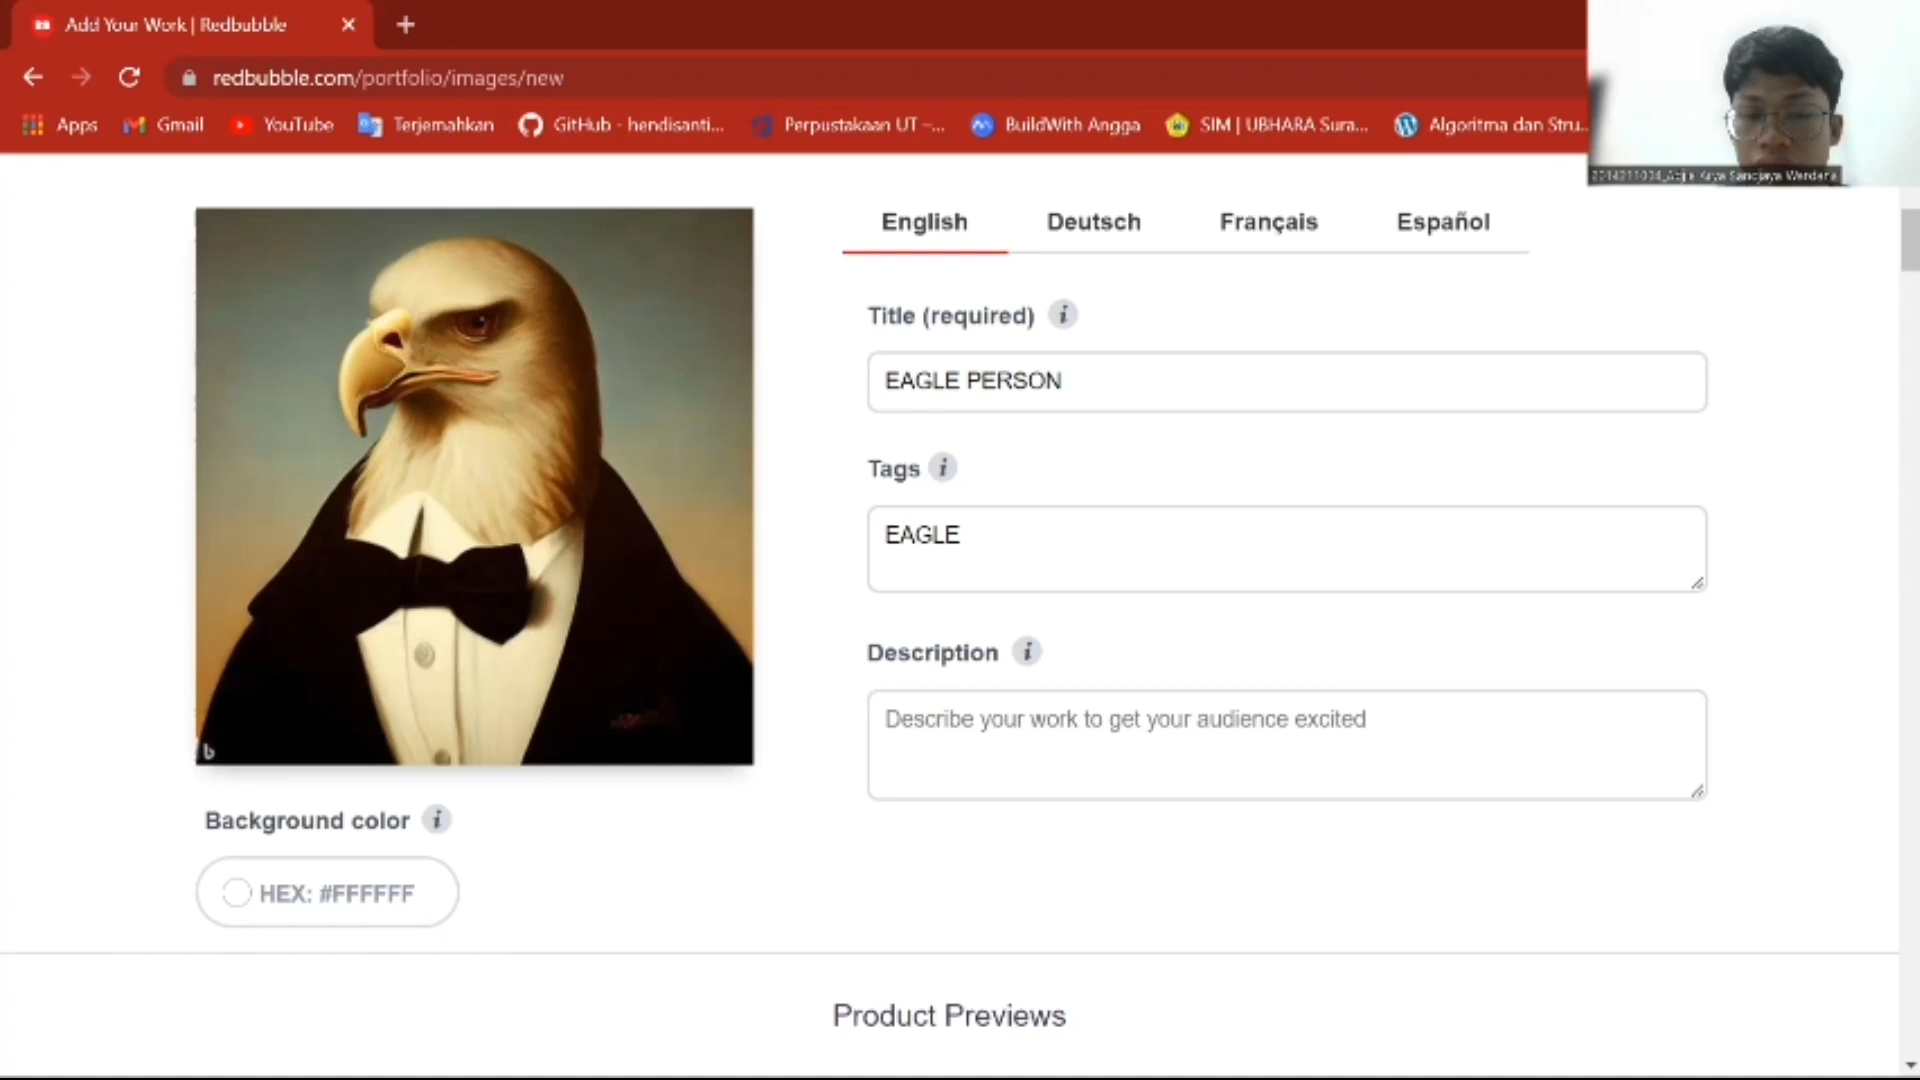 Add Your Work | Redbubble
redbubble.com/portfolio/images/new
Apps Gmail YouTube Terjemahkan GitHub - hendisanti... Perpustakaan UT –... BuildWith Angga SIM | UBHARA Sura... Algoritma dan Stru...
English Deutsch Français Español
Title (required) i
EAGLE PERSON
Tags i
EAGLE
Description i
Describe your work to get your audience excited
b
Background color i
HEX: #FFFFFF
Product Previews